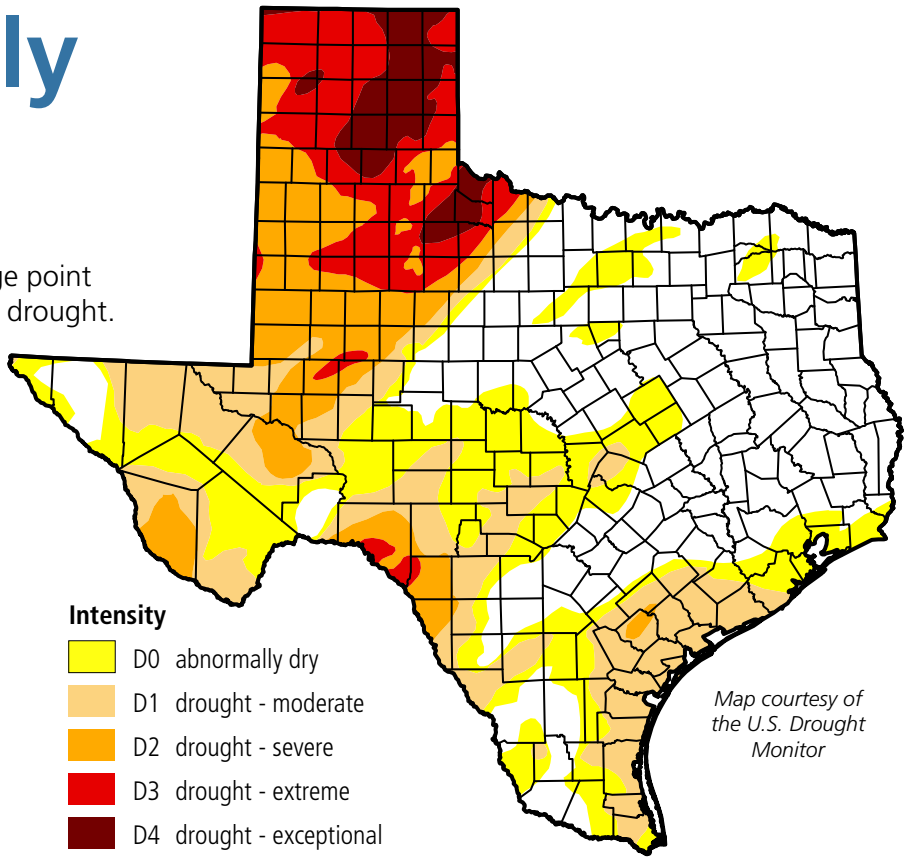 ly
ge point
drought.
Intensity
D0 abnormally dry
D1 drought - moderate
D2 drought - severe
D3 drought - extreme
D4 drought - exceptional
Map courtesy of
the U.S. Drought
Monitor